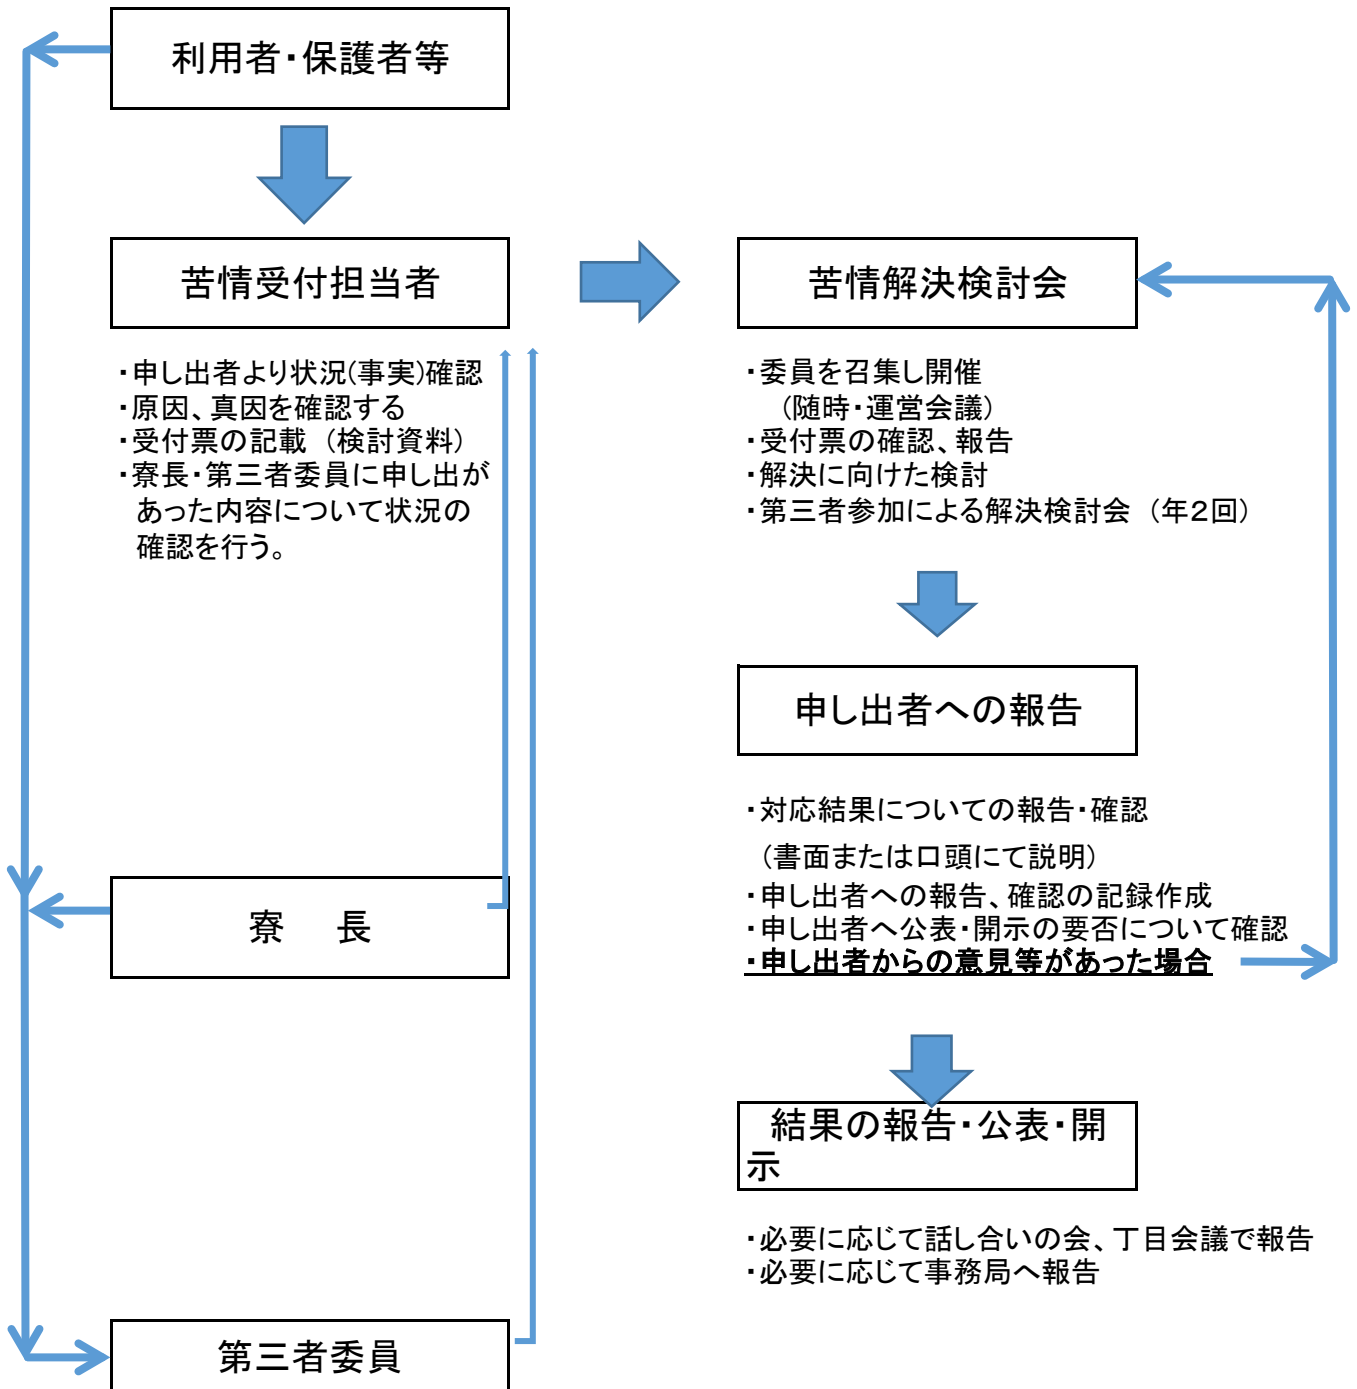 利用者・保護者等
苦情受付担当者
・申し出者より状況(事実)確認
・原因、真因を確認する
・受付票の記載（検討資料）
・寮長・第三者委員に申し出が
あった内容について状況の
確認を行う。
寮　長
第三者委員
苦情解決検討会
・委員を召集し開催
（随時・運営会議）
・受付票の確認、報告
・解決に向けた検討
・第三者参加による解決検討会（年２回）
申し出者への報告
・対応結果についての報告・確認
（書面または口頭にて説明）
・申し出者への報告、確認の記録作成
・申し出者へ公表・開示の要否について確認
・申し出者からの意見等があった場合
結果の報告・公表・開
示
・必要に応じて話し合いの会、丁目会議で報告
・必要に応じて事務局へ報告